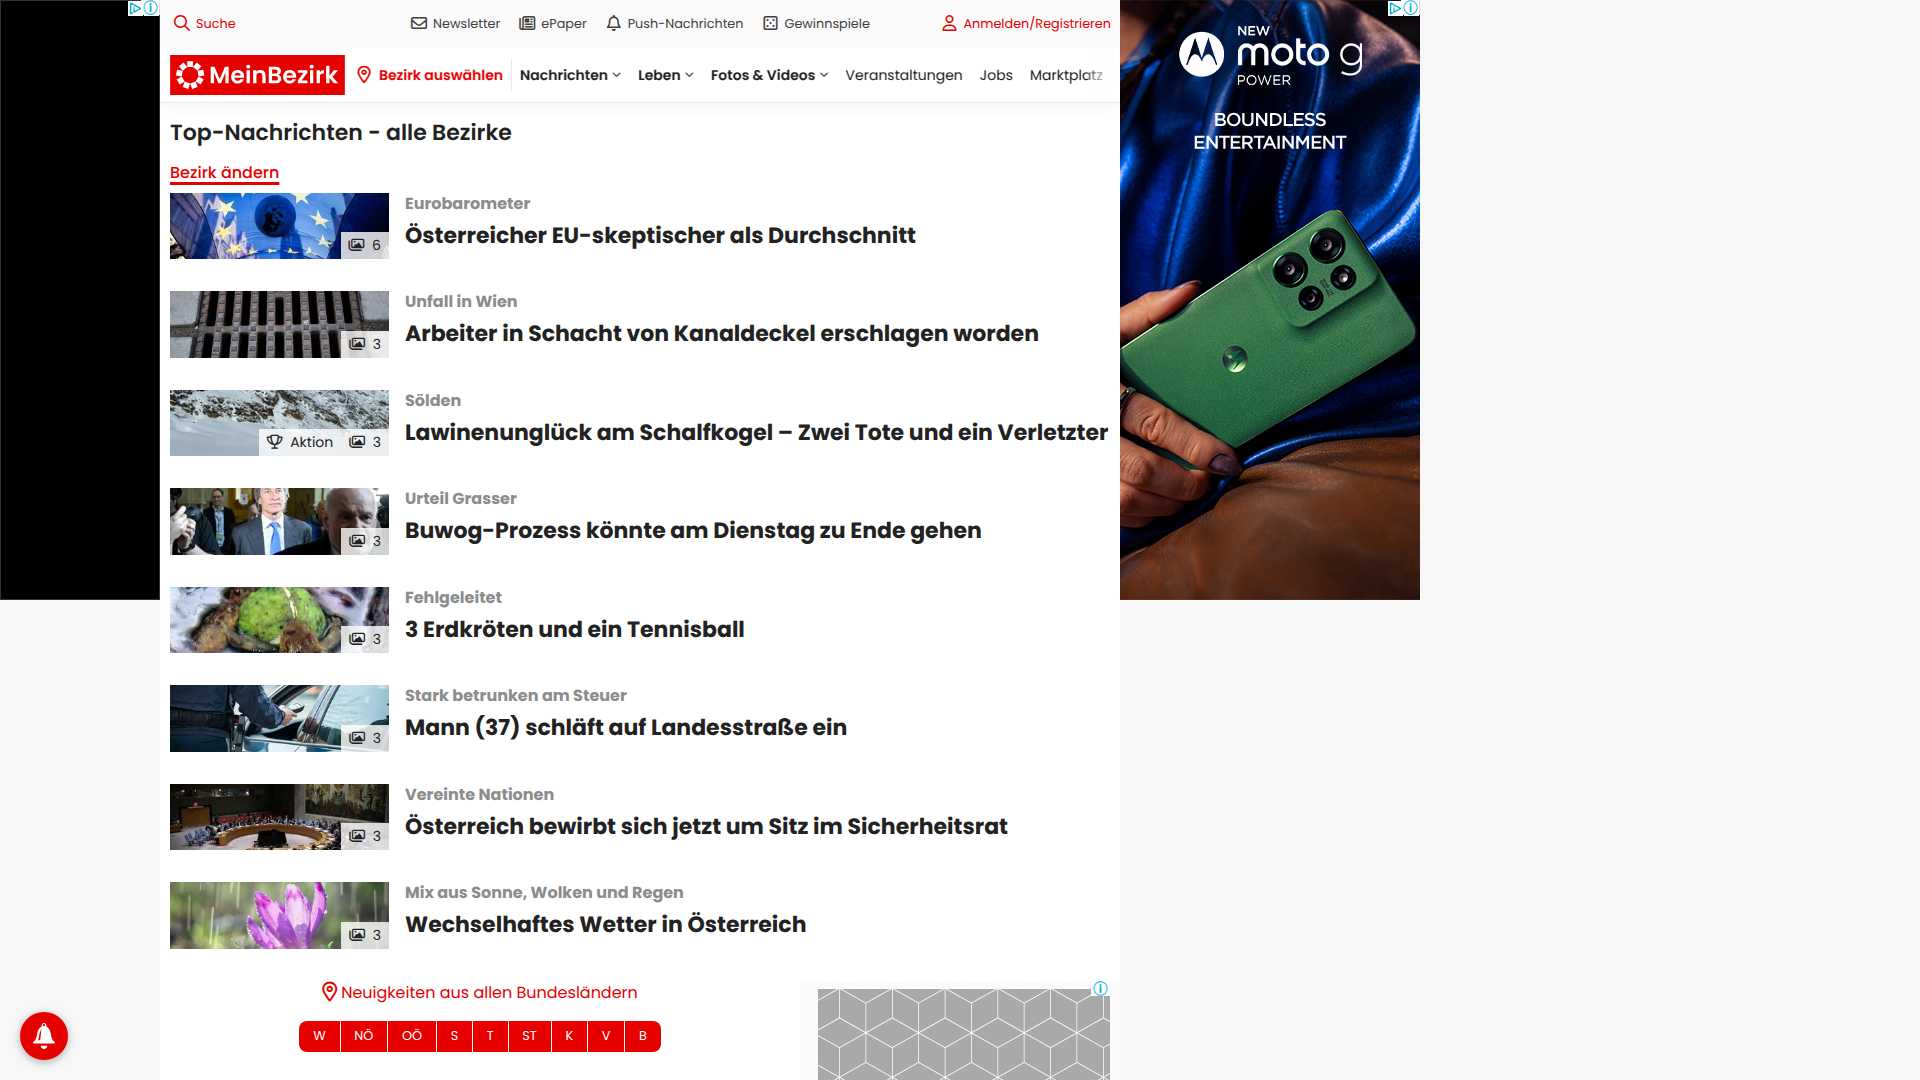 Suche
Newsletter
ePaper
Push-Nachrichten
Gewinnspiele
Anmelden/Registrieren
MeinBezirk
Bezirk auswählen
Nachrichten
Leben
Fotos & Videos
Veranstaltungen
Jobs
Marktplatz
Top-Nachrichten - alle Bezirke
Bezirk ändern
6
Eurobarometer
Österreicher EU-skeptischer als Durchschnitt
3
Unfall in Wien
Arbeiter in Schacht von Kanaldeckel erschlagen worden
Aktion 3
Sölden
Lawinenunglück am Schalfkogel – Zwei Tote und ein Verletzter
3
Urteil Grasser
Buwog-Prozess könnte am Dienstag zu Ende gehen
3
Fehlgeleitet
3 Erdkröten und ein Tennisball
3
Stark betrunken am Steuer
Mann (37) schläft auf Landesstraße ein
3
Vereinte Nationen
Österreich bewirbt sich jetzt um Sitz im Sicherheitsrat
3
Mix aus Sonne, Wolken und Regen
Wechselhaftes Wetter in Österreich
Neuigkeiten aus allen Bundesländern
W NÖ OÖ S T ST K V B
NEW
moto g
POWER
BOUNDLESS
ENTERTAINMENT